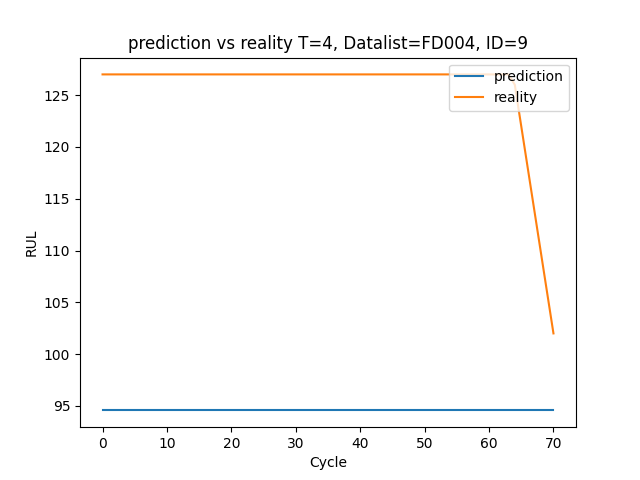 prediction vs reality T=4, Datalist=FD004, ID=9
prediction
reality
125
120
115
110
105
100
95
RUL
0 10 20 30 40 50 60 70
Cycle